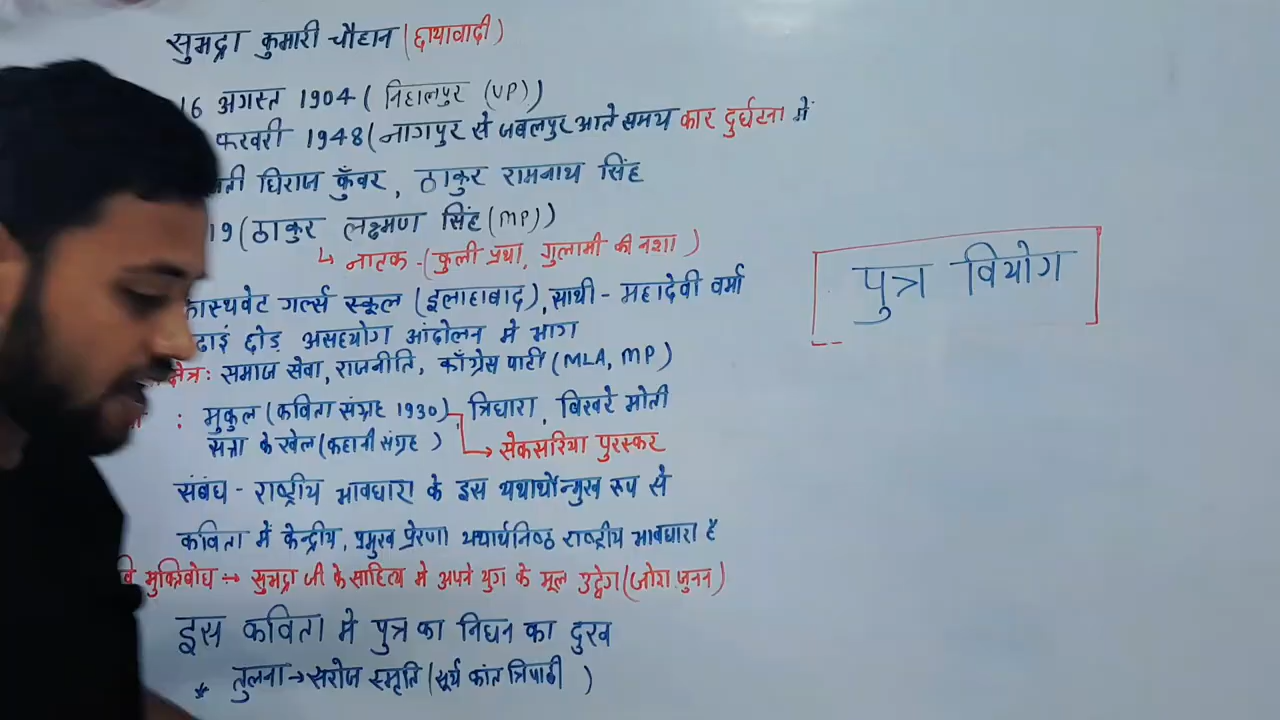 सुभद्रा कुमारी चौहान (छायावादी)
16 अगस्त 1904 ( निहालपुर (UP))
फरवरी 1948 (नागपुर से जबलपुर आते समय कार दुर्घटना में
धिराज कुँवर, ठाकुर रामनाथ सिंह
19 (ठाकुर लक्ष्मण सिंह (MP))
↳ नाटक - (कुली प्रथा, गुलामी की नशा )
कास्थवेट गर्ल्स स्कूल (इलाहाबाद), साथी - महादेवी वर्मा
छोड़ असहयोग आंदोलन में भाग
क्षेत्र : समाज सेवा, राजनीति, काँग्रेस पार्टी (MLA, MP)
: मुकुल (कविता संग्रह 1930), त्रिधारा, बिखरे मोती
सभा के खेल (कहानी संग्रह )
→ सेकसरिया पुरस्कर
संबंध - राष्ट्रीय भावधारा के इस यथार्थोन्मुख रूप से
कविता में केन्द्रीय, प्रमुख प्रेरणा यथार्थनिष्ठ राष्ट्रीय भावधारा है
मुक्तिबोध → सुभद्रा जी के साहित्य में अपने युग के मूल उद्वेग (जोश जुनन)
इस कविता में पुत्र का निधन का दुख
* तुलना → सरोज स्मृति (सूर्य कांत त्रिपाठी )
पुत्र वियोग